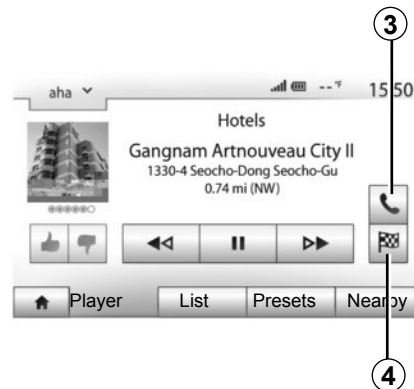 3
aha
--°F
15:50
Hotels
Gangnam Artnouveau City II
1330-4 Seocho-Dong Seocho-Gu
0.74 mi (NW)
Player List Presets Nearby
4